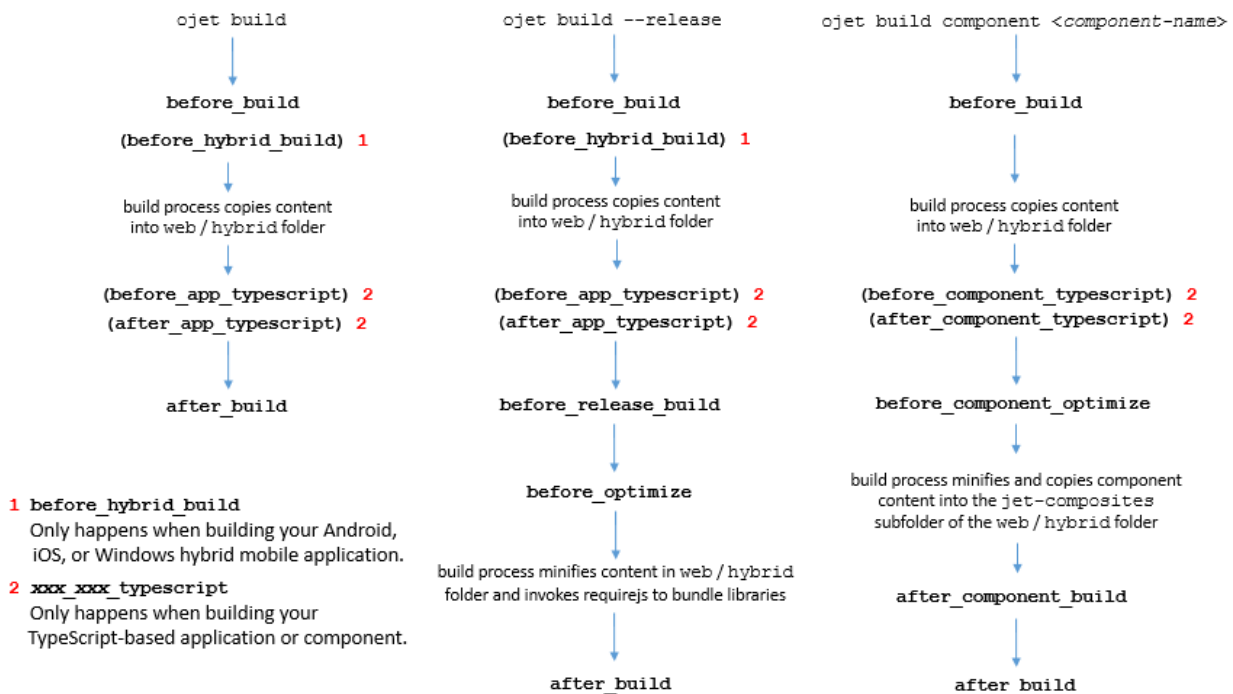 ojet build
before_build
(before_hybrid_build) 1
build process copies content
into web / hybrid folder
(before_app_typescript) 2
(after_app_typescript) 2
after_build
1 before_hybrid_build
Only happens when building your Android,
iOS, or Windows hybrid mobile application.
2 xxx_xxx_typescript
Only happens when building your
TypeScript-based application or component.
ojet build --release
before_build
(before_hybrid_build) 1
build process copies content
into web / hybrid folder
(before_app_typescript) 2
(after_app_typescript) 2
before_release_build
before_optimize
build process minifies content in web / hybrid
folder and invokes requirejs to bundle libraries
after_build
ojet build component <component-name>
before_build
build process copies content
into web / hybrid folder
(before_component_typescript) 2
(after_component_typescript) 2
before_component_optimize
build process minifies and copies component
content into the jet-composites
subfolder of the web / hybrid folder
after_component_build
after_build